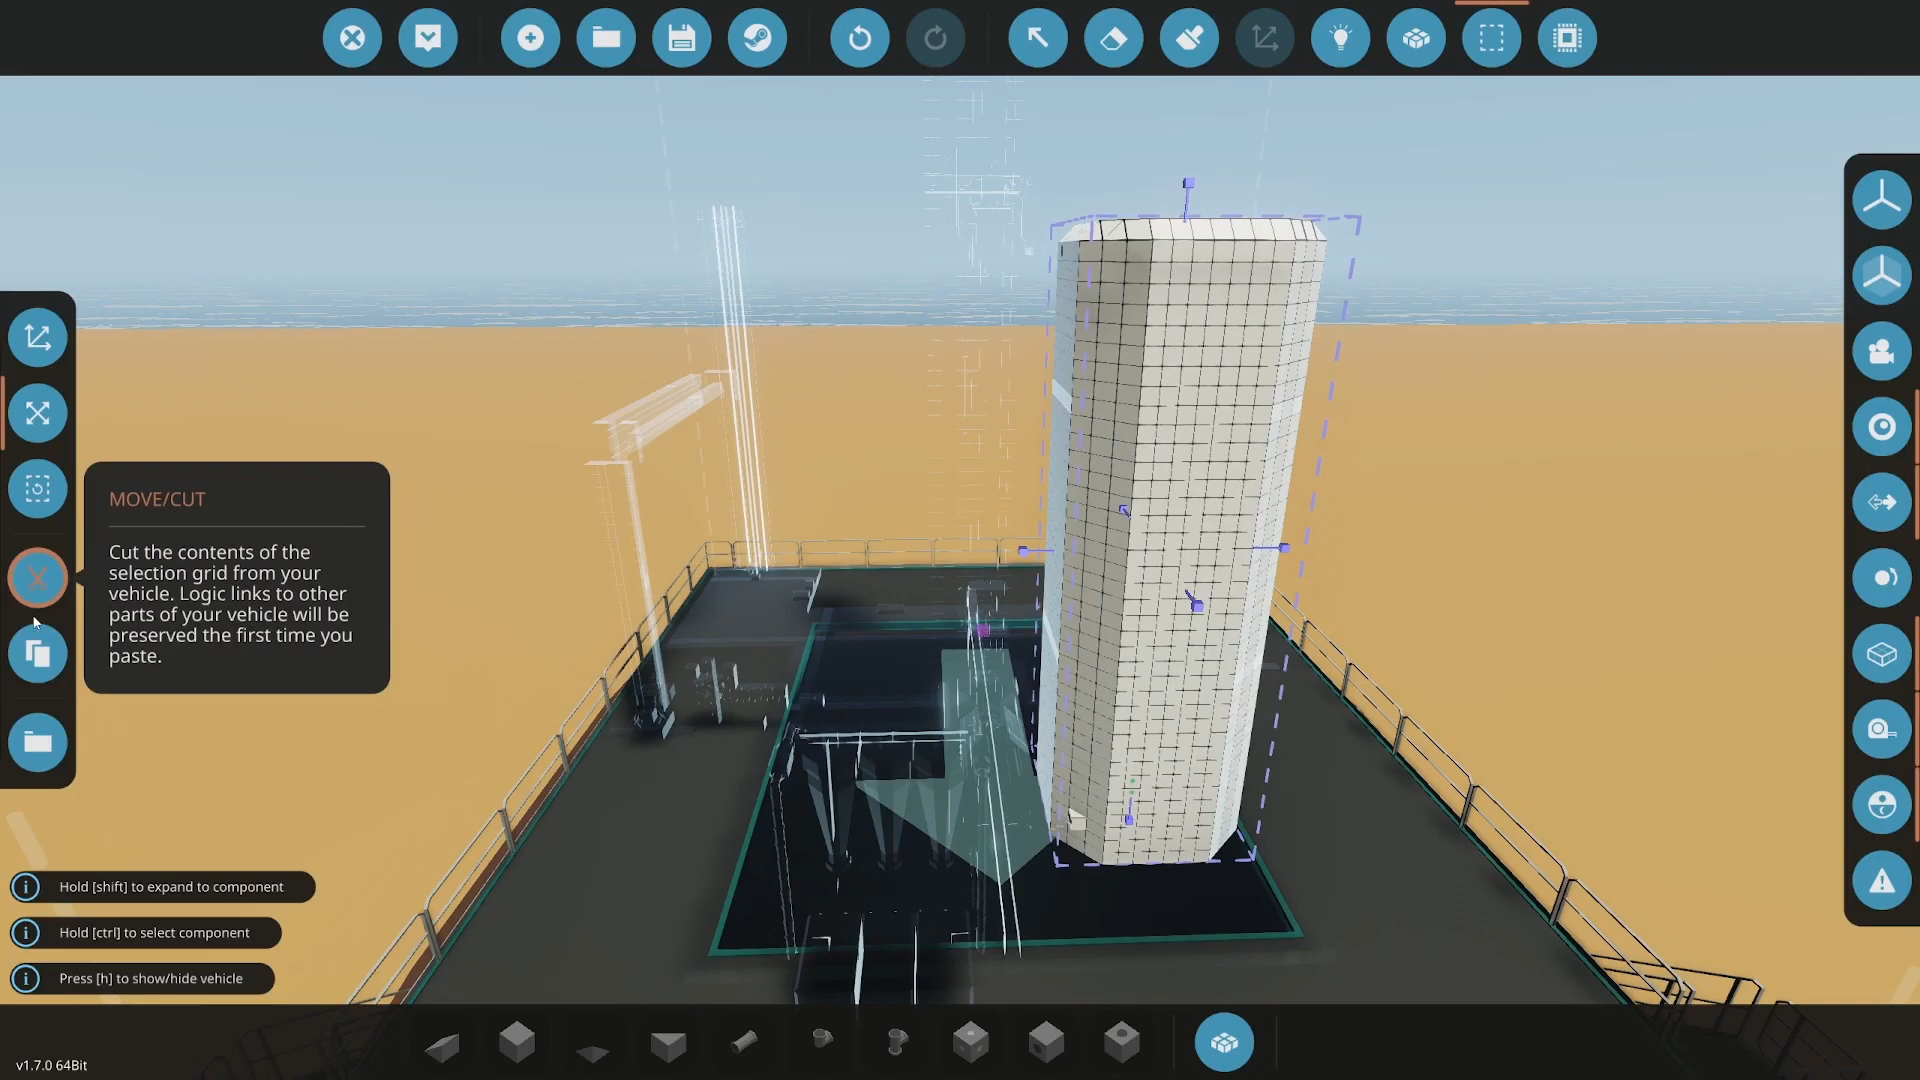 MOVE/CUT
Cut the contents of the
selection grid from your
vehicle. Logic links to other
parts of your vehicle will be
preserved the first time you
paste.
Hold [shift] to expand to component
Hold [ctrl] to select component
Press [h] to show/hide vehicle
v1.7.0 64Bit